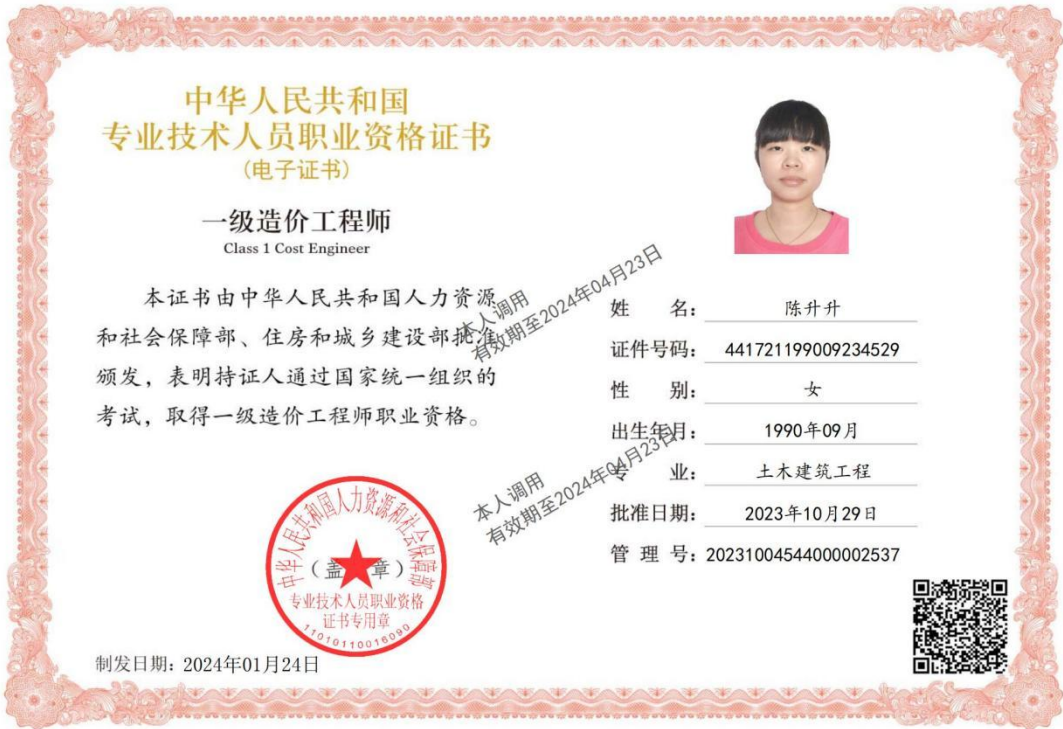 中华人民共和国
专业技术人员职业资格证书
(电子证书)
一级造价工程师
Class 1 Cost Engineer
本证书由中华人民共和国人力资源
和社会保障部、住房和城乡建设部批准
颁发，表明持证人通过国家统一组织的
考试，取得一级造价工程师职业资格。
本人调用
有效期至2024年04月23日
本人调用
有效期至2024年04月23日
姓 名： 陈升升
证件号码： 441721199009234529
性 别： 女
出生年月： 1990年09月
专 业： 土木建筑工程
批准日期： 2023年10月29日
管 理 号： 20231004544000002537
中华人民共和国人力资源和社会保障部
（盖 章）
专业技术人员职业资格
证书专用章
11010110016090
制发日期：2024年01月24日